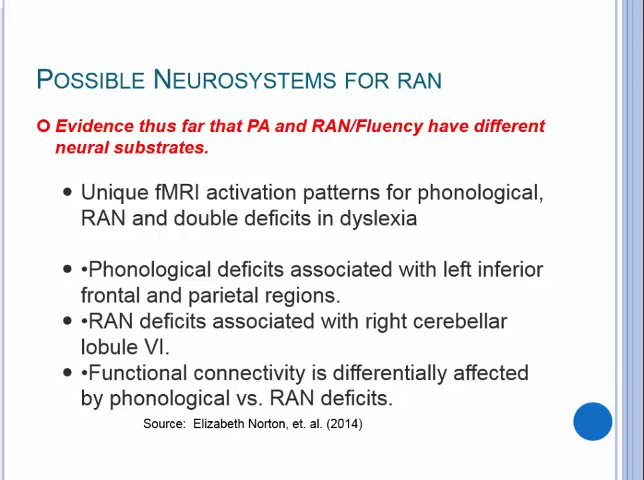 POSSIBLE NEUROSYSTEMS FOR RAN
Evidence thus far that PA and RAN/Fluency have different
neural substrates.
• Unique fMRI activation patterns for phonological,
RAN and double deficits in dyslexia
• •Phonological deficits associated with left inferior
frontal and parietal regions.
• •RAN deficits associated with right cerebellar
lobule VI.
• •Functional connectivity is differentially affected
by phonological vs. RAN deficits.
Source: Elizabeth Norton, et. al. (2014)